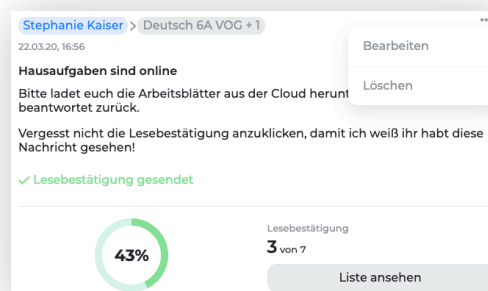 Stephanie Kaiser > Deutsch 6A VOG + 1
22.03.20, 16:56
Bearbeiten
Löschen
Hausaufgaben sind online
Bitte ladet euch die Arbeitsblätter aus der Cloud
beantwortet zurück.
Vergesst nicht die Lesebestätigung anzuklicken, damit ich weiß ihr habt diese
Nachricht gesehen!
Lesebestätigung gesendet
43%
Lesebestätigung
3 von 7
Liste ansehen